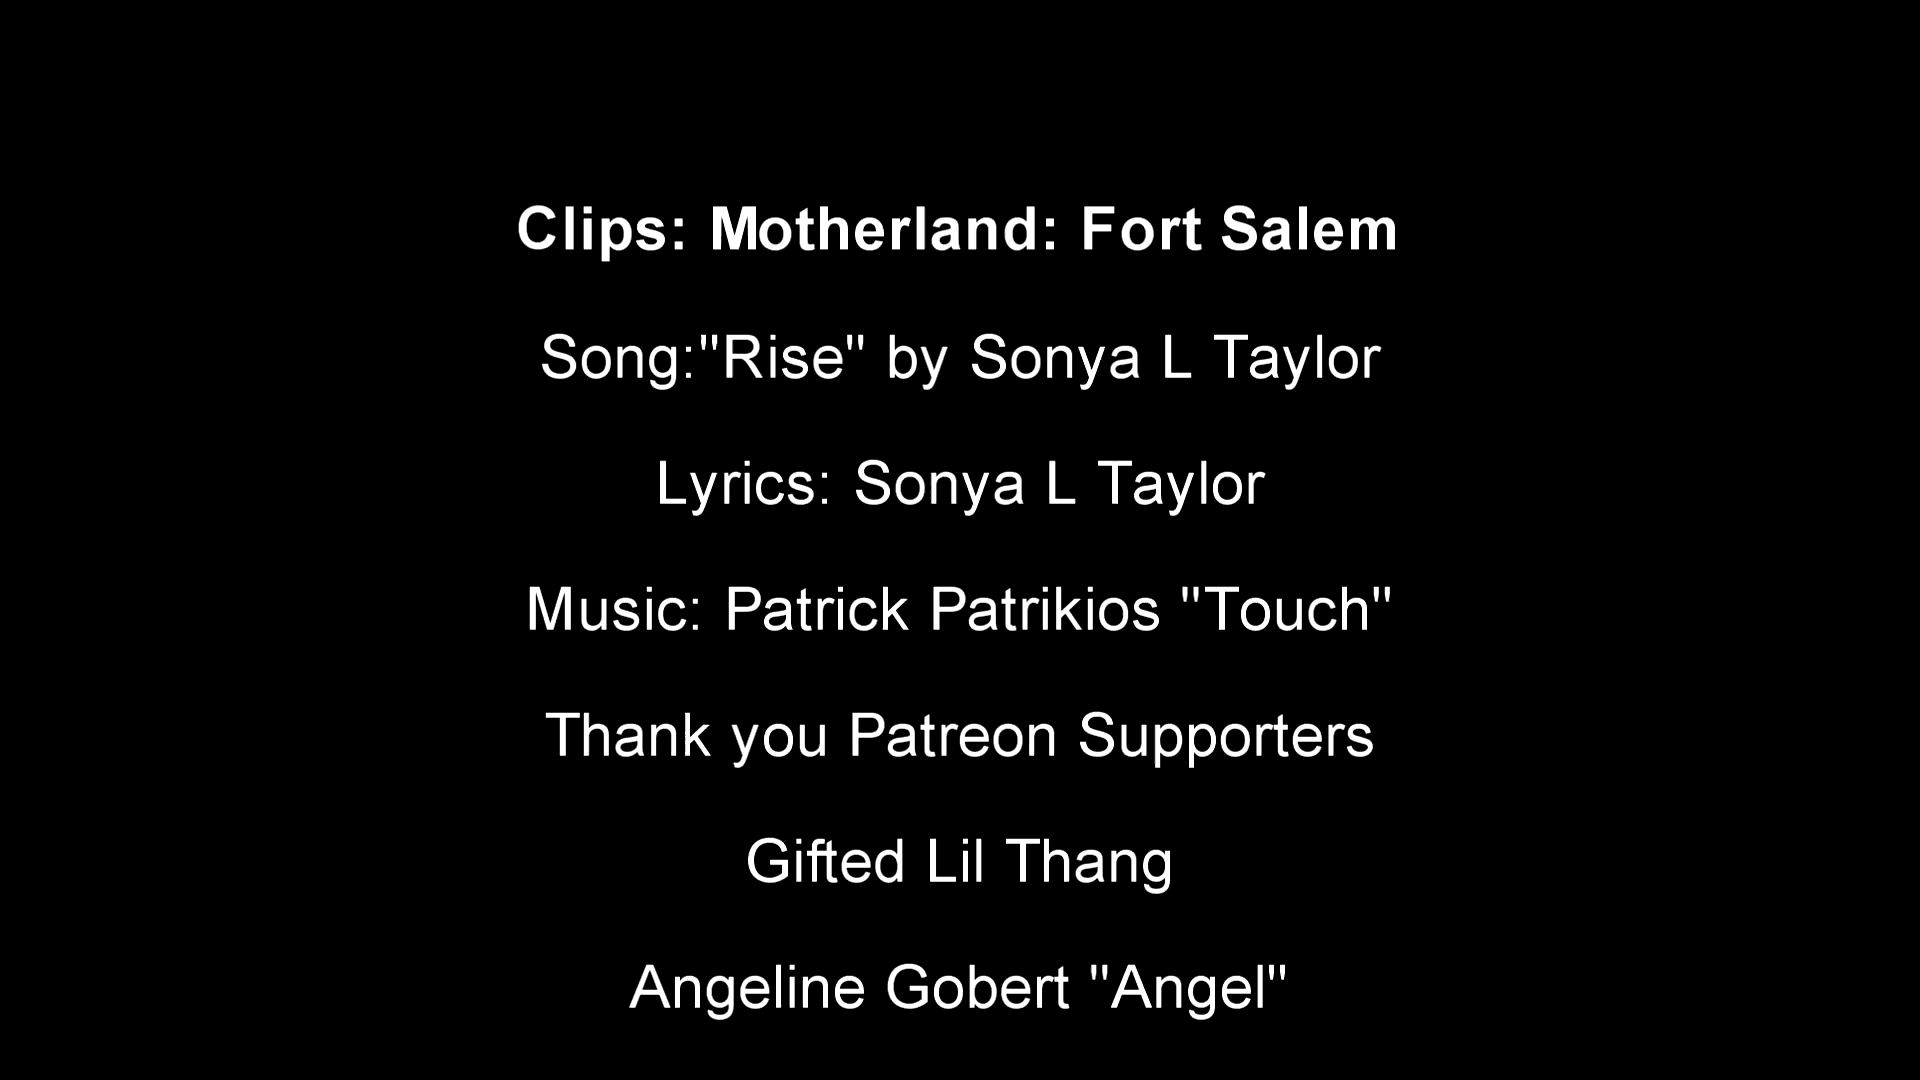 Clips: Motherland: Fort Salem
Song:"Rise" by Sonya L Taylor
Lyrics: Sonya L Taylor
Music: Patrick Patrikios "Touch"
Thank you Patreon Supporters
Gifted Lil Thang
Angeline Gobert "Angel"